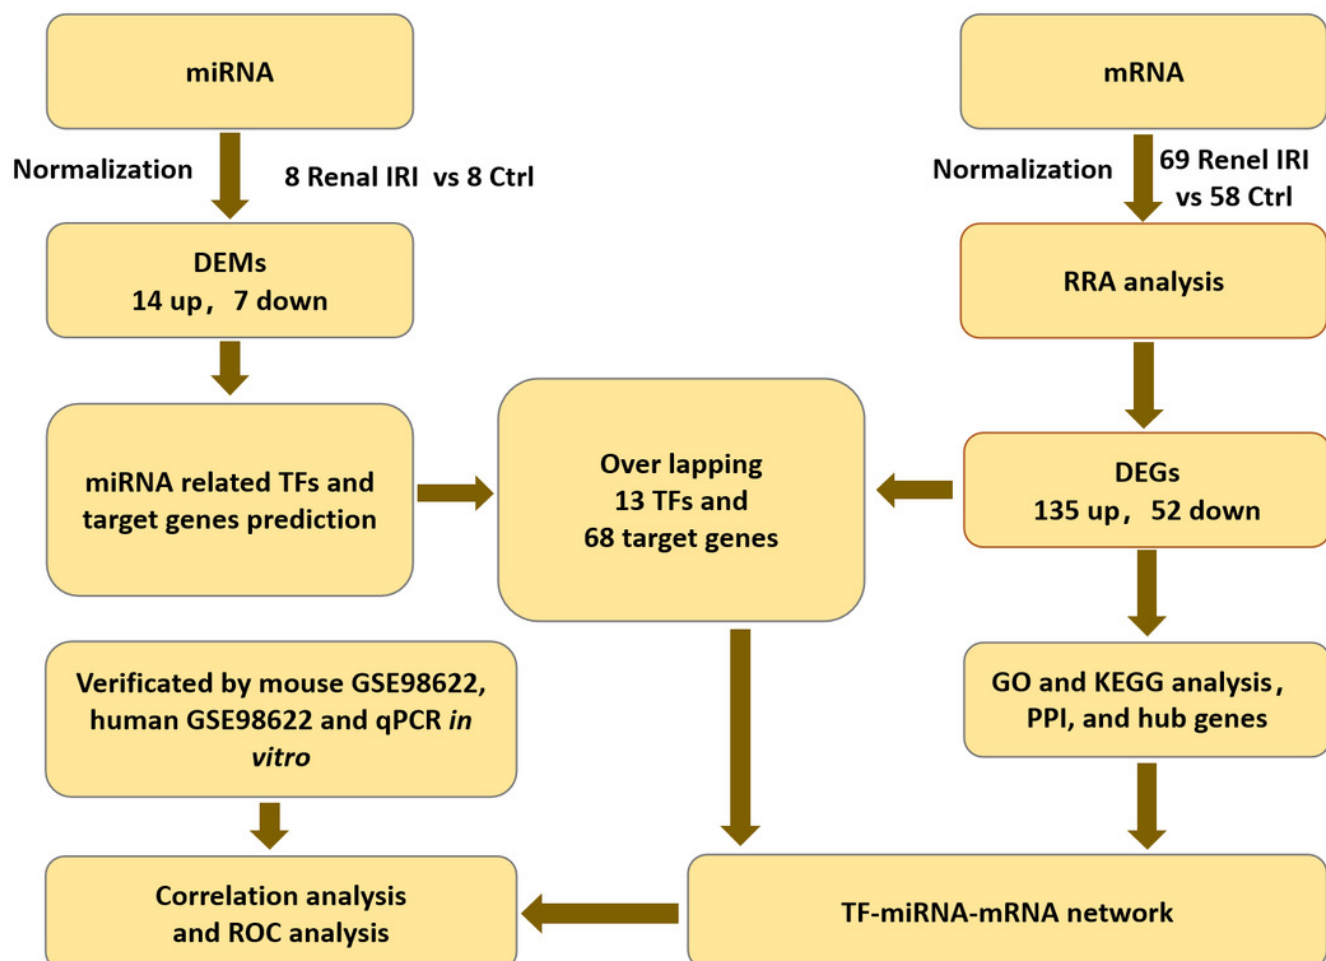 miRNA
mRNA
Normalization
8 Renal IRI  vs 8 Ctrl
Normalization
69 Renel IRI
vs 58 Ctrl
DEMs
14 up， 7 down
RRA analysis
miRNA related TFs and
target genes prediction
Over lapping
13 TFs and
68 target genes
DEGs
135 up， 52 down
Verificated by mouse GSE98622,
human GSE98622 and qPCR in
vitro
GO and KEGG analysis，
PPI, and hub genes
Correlation analysis
and ROC analysis
TF-miRNA-mRNA network